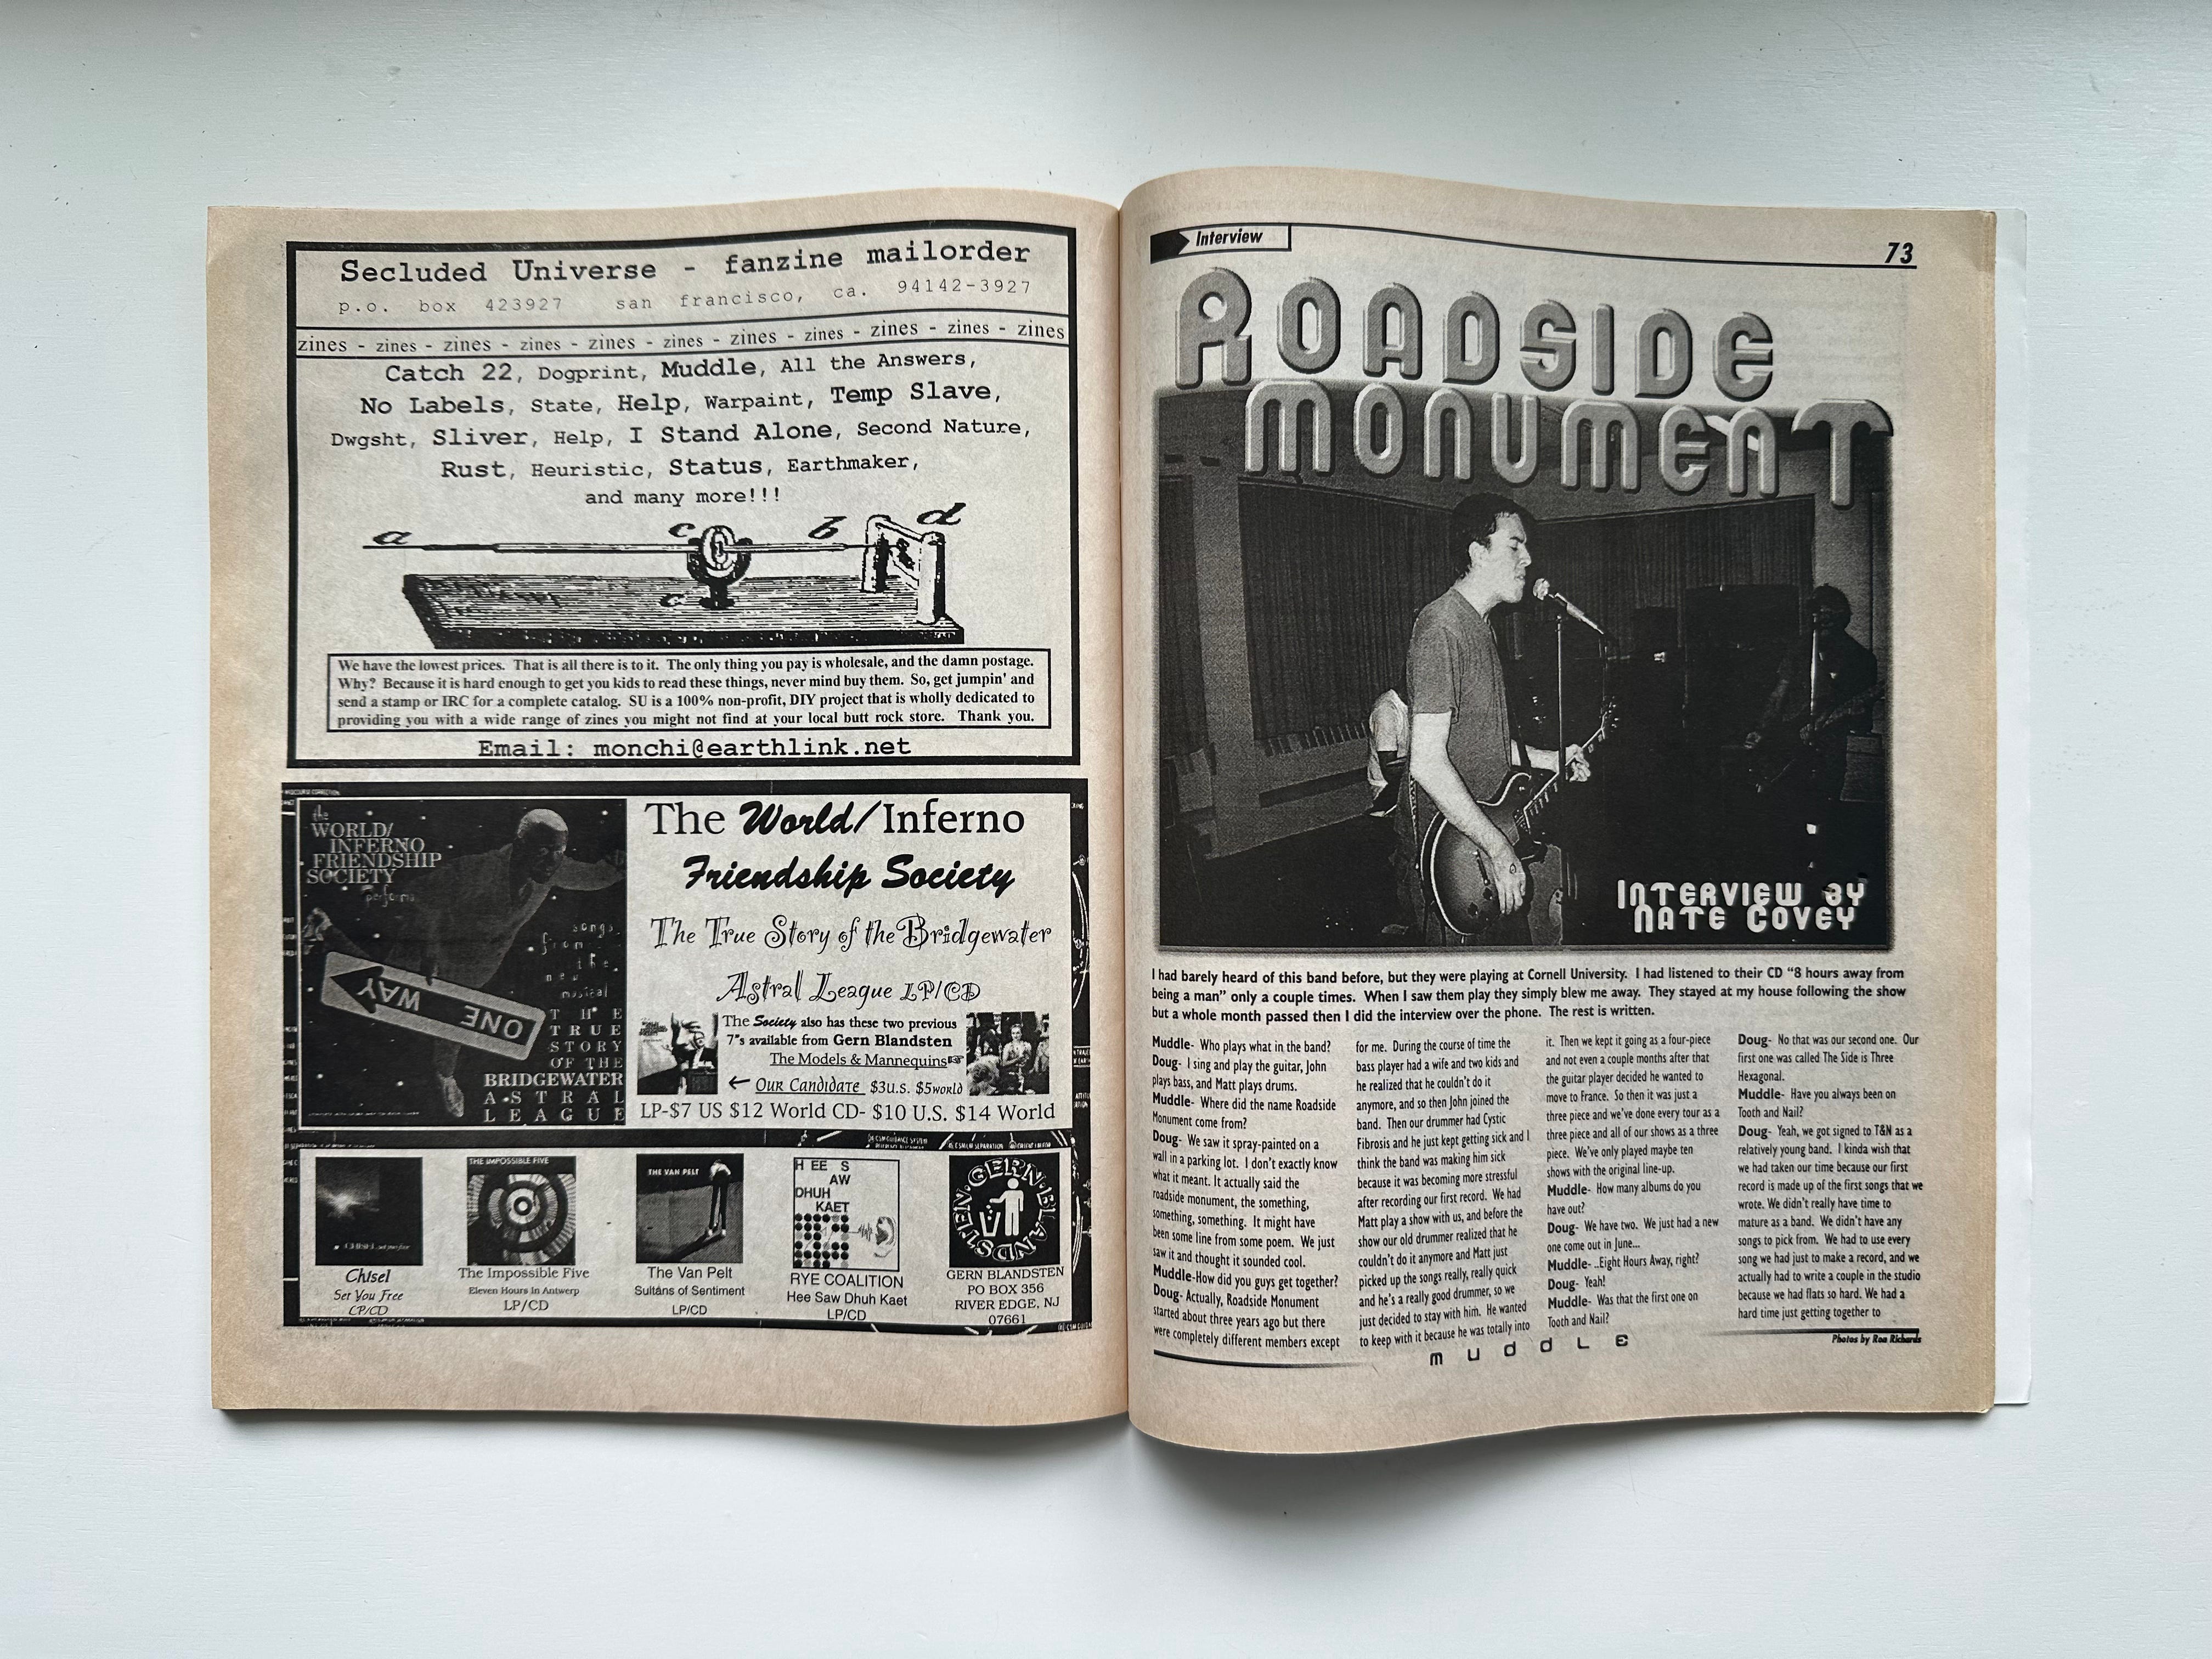 Secluded Universe - fanzine mailorder
p.o. box 423927 san francisco, ca. 94142-3927
zines - zines - zines - zines - zines - zines - zines - zines - zines - zines
Catch 22, Dogprint, Muddle, All the Answers,
No Labels, State, Help, Warpaint, Temp Slave,
Dwgsht, Sliver, Help, I Stand Alone, Second Nature,
Rust, Heuristic, Status, Earthmaker,
and many more!!!
a c b d
c
We have the lowest prices. That is all there is to it. The only thing you pay is wholesale, and the damn postage.
Why? Because it is hard enough to get you kids to read these things, never mind buy them. So, get jumpin' and
send a stamp or IRC for a complete catalog. SU is a 100% non-profit, DIY project that is wholly dedicated to
providing you with a wide range of zines you might not find at your local butt rock store. Thank you.
Email: monchi@earthlink.net
the
WORLD/
INFERNO
FRIENDSHIP
SOCIETY
performs
songs
from
the
new
musical
ONE WAY
THE
TRUE
STORY
OF THE
BRIDGEWATER
ASTRAL
LEAGUE
The World/Inferno
Friendship Society
The True Story of the Bridgewater
Astral League LP/CD
The Society also has these two previous
7"s available from Gern Blandsten
The Models & Mannequins
Our Candidate $3U.S. $5WORLD
LP-$7 US $12 World CD- $10 U.S. $14 World
Chisel
Set You Free
LP/CD
THE IMPOSSIBLE FIVE
The Impossible Five
Eleven Hours In Antwerp
LP/CD
THE VAN PELT
The Van Pelt
Sultans of Sentiment
LP/CD
HEE S
AW
DHUH
KAET
RYE COALITION
Hee Saw Dhuh Kaet
LP/CD
GERN·BLANDSTEN
GERN BLANDSTEN
PO BOX 356
RIVER EDGE, NJ
07661
Interview
73
ROADSIDE
MONUMENT
INTERVIEW BY
NATE COVEY
I had barely heard of this band before, but they were playing at Cornell University. I had listened to their CD "8 hours away from
being a man" only a couple times. When I saw them play they simply blew me away. They stayed at my house following the show
but a whole month passed then I did the interview over the phone. The rest is written.
Muddle- Who plays what in the band?
Doug- I sing and play the guitar, John
plays bass, and Matt plays drums.
Muddle- Where did the name Roadside
Monument come from?
Doug- We saw it spray-painted on a
wall in a parking lot. I don't exactly know
what it meant. It actually said the
roadside monument, the something,
something, something. It might have
been some line from some poem. We just
saw it and thought it sounded cool.
Muddle-How did you guys get together?
Doug- Actually, Roadside Monument
started about three years ago but there
were completely different members except
for me. During the course of time the
bass player had a wife and two kids and
he realized that he couldn't do it
anymore, and so then John joined the
band. Then our drummer had Cystic
Fibrosis and he just kept getting sick and I
think the band was making him sick
because it was becoming more stressful
after recording our first record. We had
Matt play a show with us, and before the
show our old drummer realized that he
couldn't do it anymore and Matt just
picked up the songs really, really quick
and he's a really good drummer, so we
just decided to stay with him. He wanted
to keep with it because he was totally into
it. Then we kept it going as a four-piece
and not even a couple months after that
the guitar player decided he wanted to
move to France. So then it was just a
three piece and we've done every tour as a
three piece and all of our shows as a three
piece. We've only played maybe ten
shows with the original line-up.
Muddle- How many albums do you
have out?
Doug- We have two. We just had a new
one come out in June...
Muddle- ..Eight Hours Away, right?
Doug- Yeah!
Muddle- Was that the first one on
Tooth and Nail?
Doug- No that was our second one. Our
first one was called The Side is Three
Hexagonal.
Muddle- Have you always been on
Tooth and Nail?
Doug- Yeah, we got signed to T&N as a
relatively young band. I kinda wish that
we had taken our time because our first
record is made up of the first songs that we
wrote. We didn't really have time to
mature as a band. We didn't have any
songs to pick from. We had to use every
song we had just to make a record, and we
actually had to write a couple in the studio
because we had flats so hard. We had a
hard time just getting together to
Photos by Ron Richards
muddle